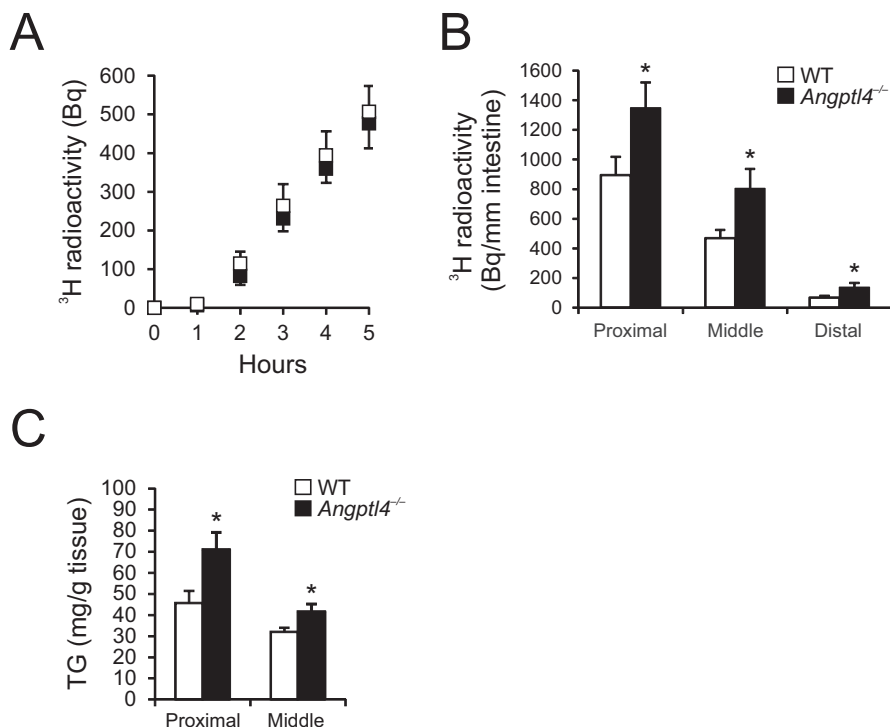 A
600
500
400
300
200
100
0
³H radioactivity (Bq)
0 1 2 3 4 5
Hours
B
1600
1400
1200
1000
800
600
400
200
0
³H radioactivity
(Bq/mm intestine)
WT
Angptl4⁻/⁻
*
*
*
Proximal Middle Distal
C
100
90
80
70
60
50
40
30
20
10
0
TG (mg/g tissue)
WT
Angptl4⁻/⁻
*
*
Proximal Middle